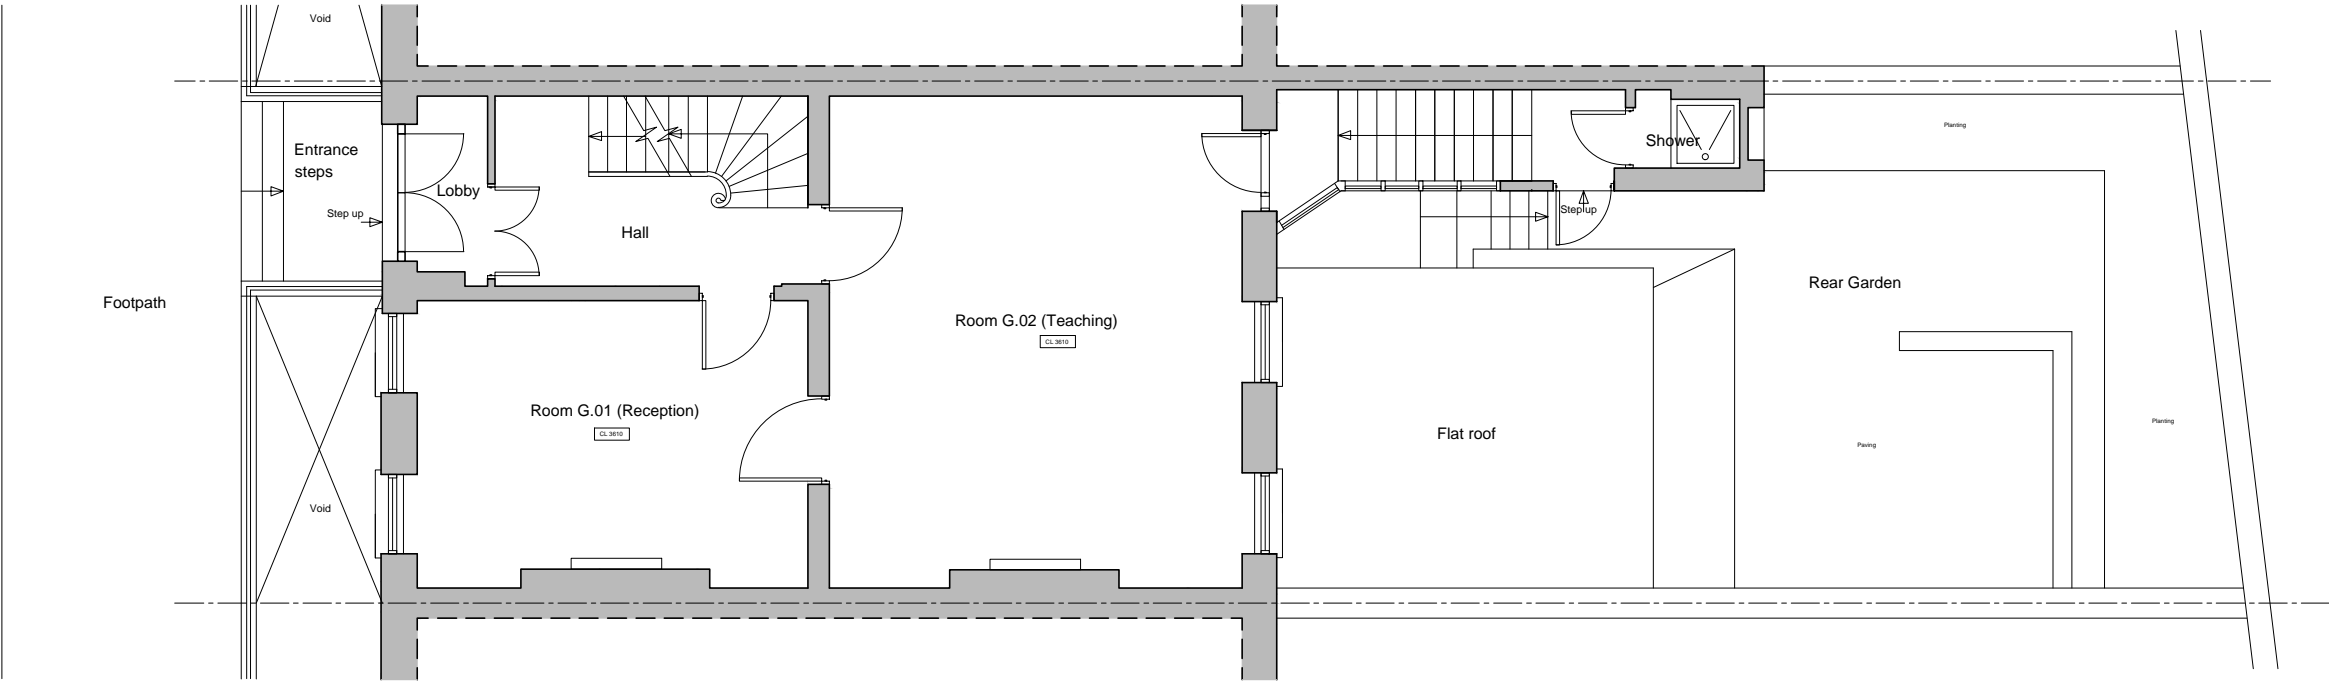 Void
Entrance
steps
Step up
Lobby
Hall
Footpath
Room G.01 (Reception)
CL 3610
Void
Room G.02 (Teaching)
CL 3610
Shower
Step up
Flat roof
Rear Garden
Planting
Planting
Paving